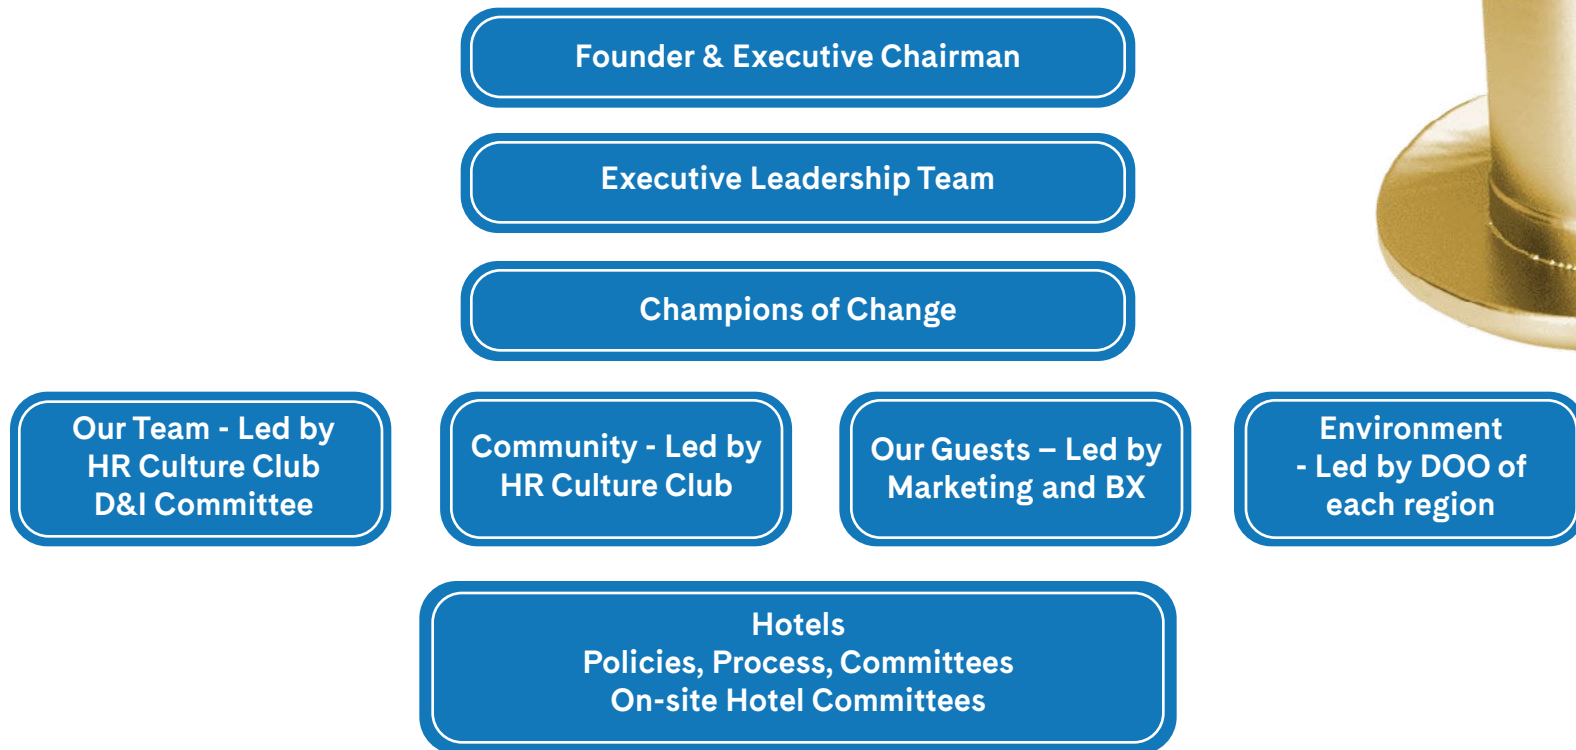 Founder & Executive Chairman
Executive Leadership Team
Champions of Change
Our Team - Led by
HR Culture Club
D&I Committee
Community - Led by
HR Culture Club
Our Guests – Led by
Marketing and BX
Environment
- Led by DOO of
each region
Hotels
Policies, Process, Committees
On-site Hotel Committees